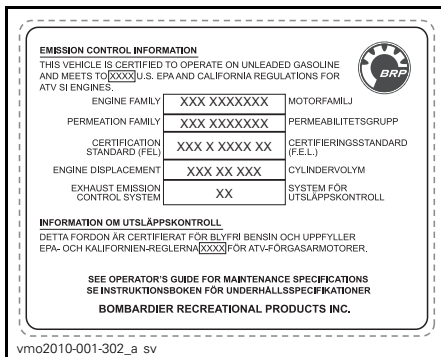 EMISSION CONTROL INFORMATION
THIS VEHICLE IS CERTIFIED TO OPERATE ON UNLEADED GASOLINE
AND MEETS TO XXXX U.S. EPA AND CALIFORNIA REGULATIONS FOR
ATV SI ENGINES.
BRP
ENGINE FAMILY XXX XXXXXXX MOTORFAMILJ
PERMEATION FAMILY XXX XXXXXXX PERMEABILITETSGRUPP
CERTIFICATION STANDARD (FEL) XXX X XXXX XX CERTIFIERINGSSTANDARD (F.E.L.)
ENGINE DISPLACEMENT XXX XX XXX CYLINDERVOLYM
EXHAUST EMISSION CONTROL SYSTEM XX SYSTEM FÖR UTSLÄPPSKONTROLL
INFORMATION OM UTSLÄPPSKONTROLL
DETTA FORDON ÄR CERTIFIERAT FÖR BLYFRI BENSIN OCH UPPFYLLER
EPA- OCH KALIFORNIEN-REGLERNA XXXX FÖR ATV-FÖRGASARMOTORER.
SEE OPERATOR'S GUIDE FOR MAINTENANCE SPECIFICATIONS
SE INSTRUKTIONSBOKEN FÖR UNDERHÅLLSSPECIFIKATIONER
BOMBARDIER RECREATIONAL PRODUCTS INC.
vmo2010-001-302_a sv